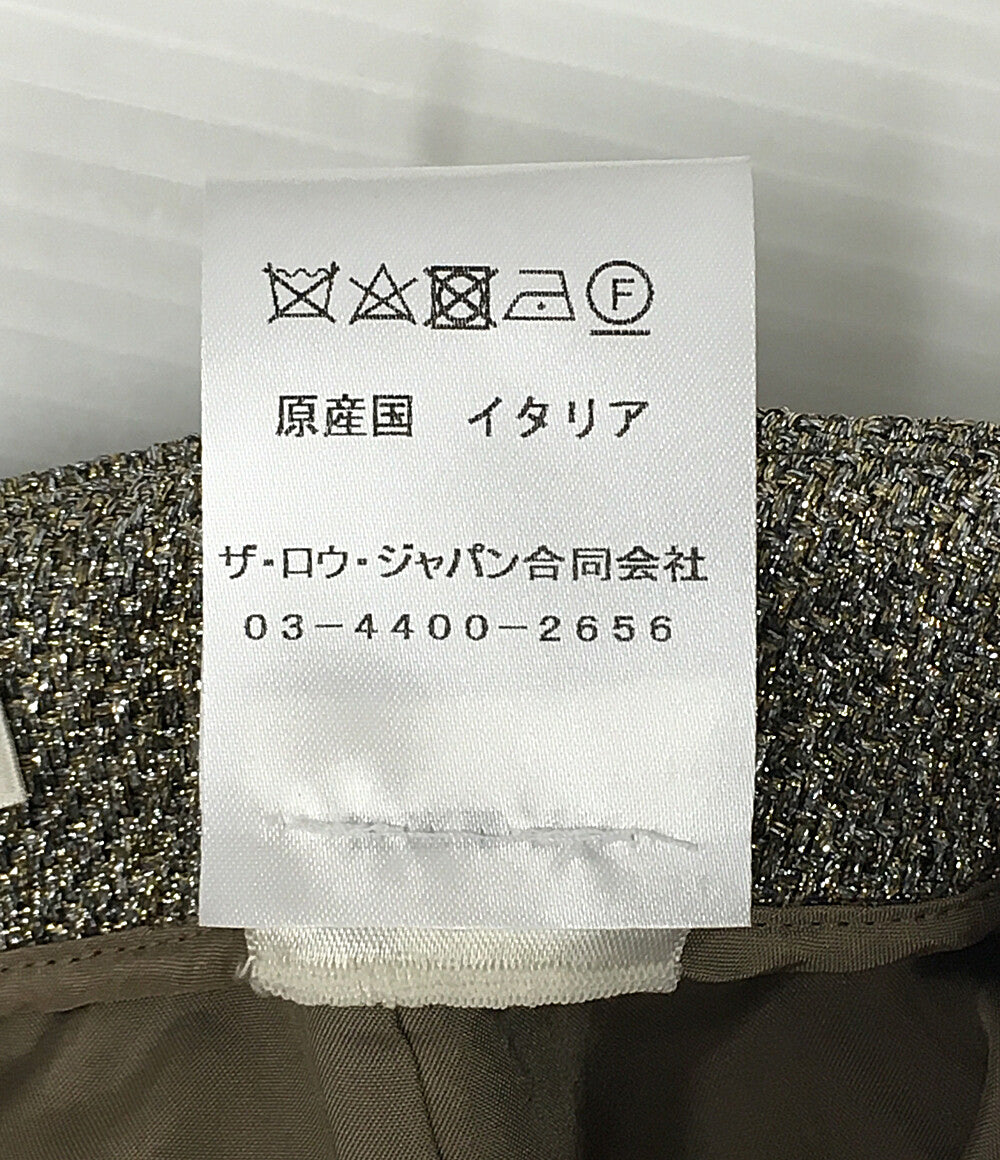 F
原産国　イタリア
ザ・ロウ・ジャパン合同会社
03-4400-2656